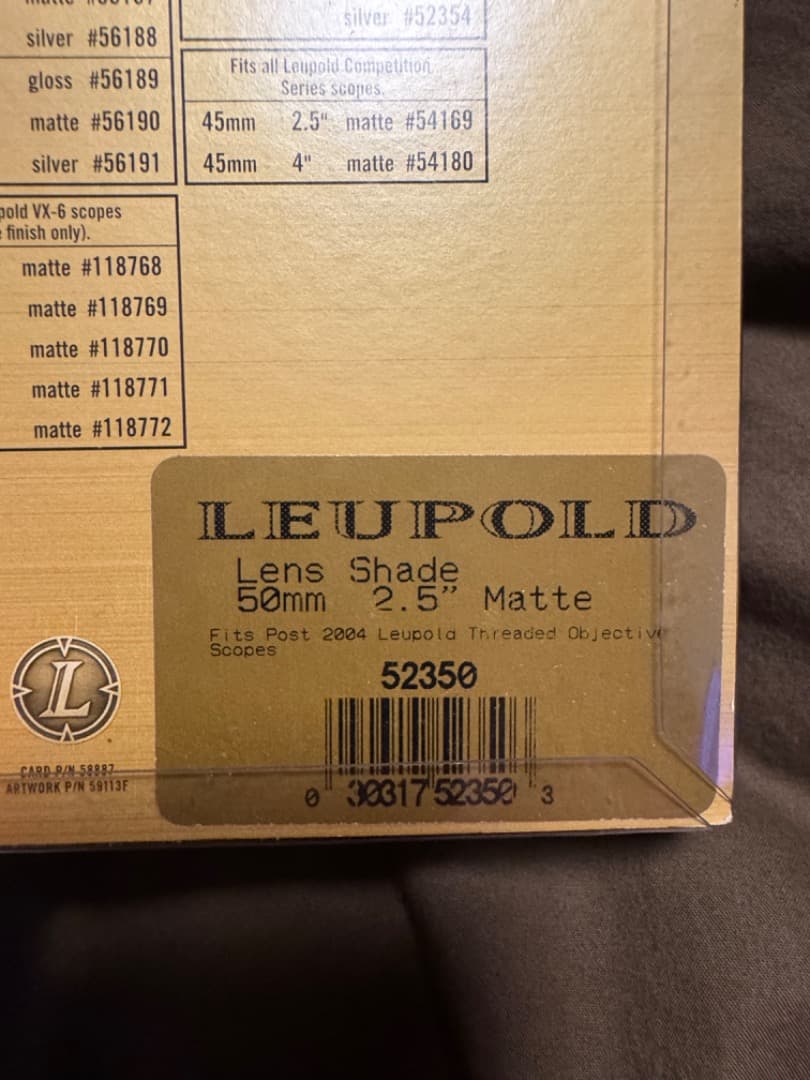 silver #56188
gloss #56189
matte #56190
silver #56191
silver #52354
Fits all Leupold Competition
Series scopes.
45mm 2.5" matte #54169
45mm 4" matte #54180
VX-6 scopes
finish only).
matte #118768
matte #118769
matte #118770
matte #118771
matte #118772
LEUPOLD
Lens Shade
50mm 2.5" Matte
Fits Post 2004 Leupold Threaded Objective
Scopes
52350
0 30317 52350 3
L
CARD P/N 58887
ARTWORK P/N 59113F